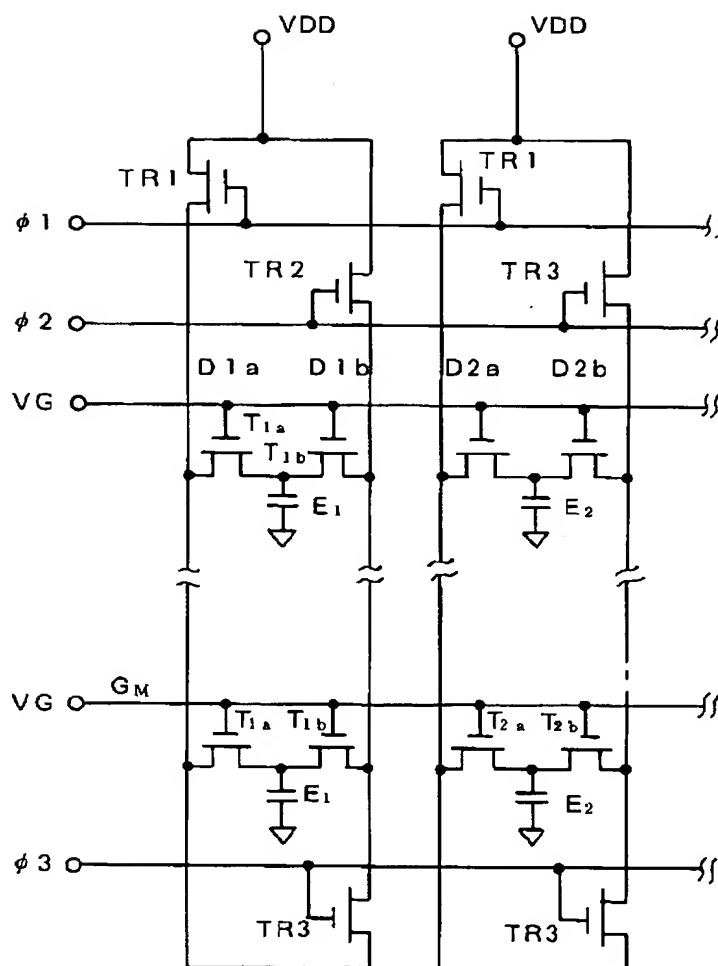 VDD VDD
TR1 TR1
φ1
TR2 TR3
φ2
D1a D1b D2a D2b
VG
T1a
T1b
E1 E2
VG GM
T1a T1b T2a T2b
E1 E2
φ3
TR3 TR3